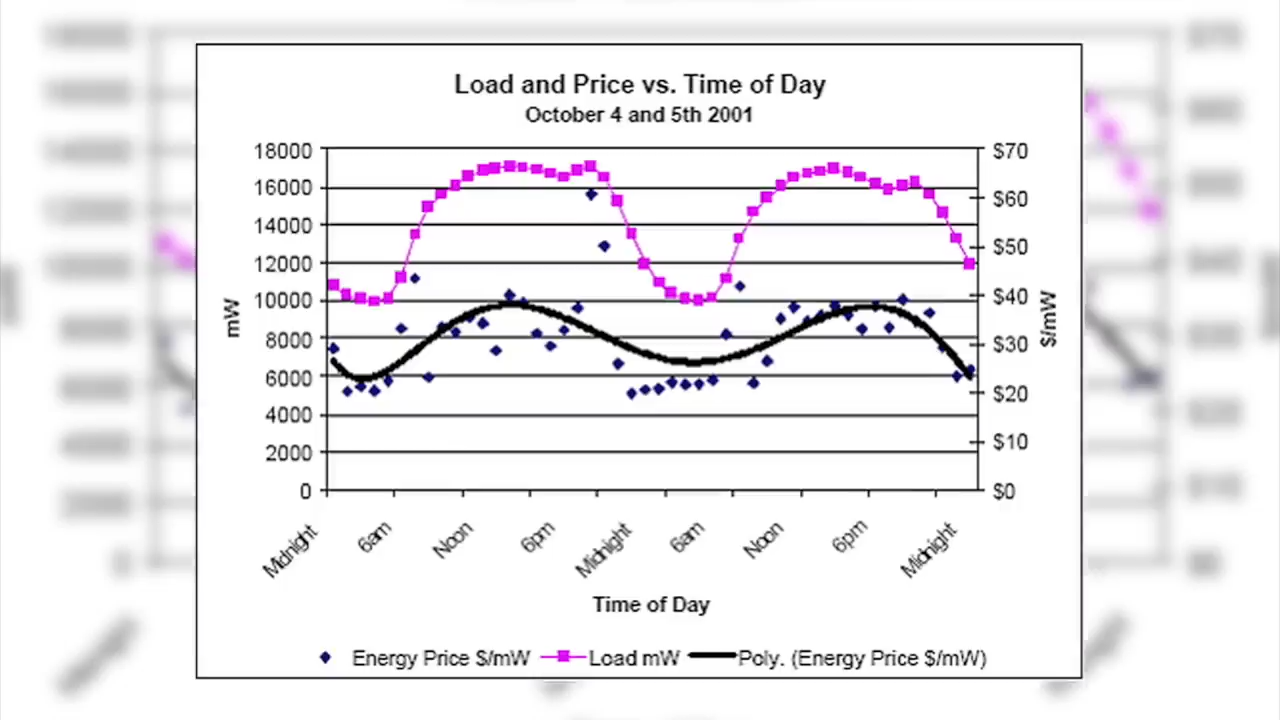 Load and Price vs. Time of Day
October 4 and 5th 2001
18000
16000
14000
12000
10000
8000
6000
4000
2000
0
mW
$70
$60
$50
$40
$30
$20
$10
$0
$/mW
Midnight
6am
Noon
6pm
Midnight
6am
Noon
6pm
Midnight
Time of Day
Energy Price $/mW Load mW Poly. (Energy Price $/mW)